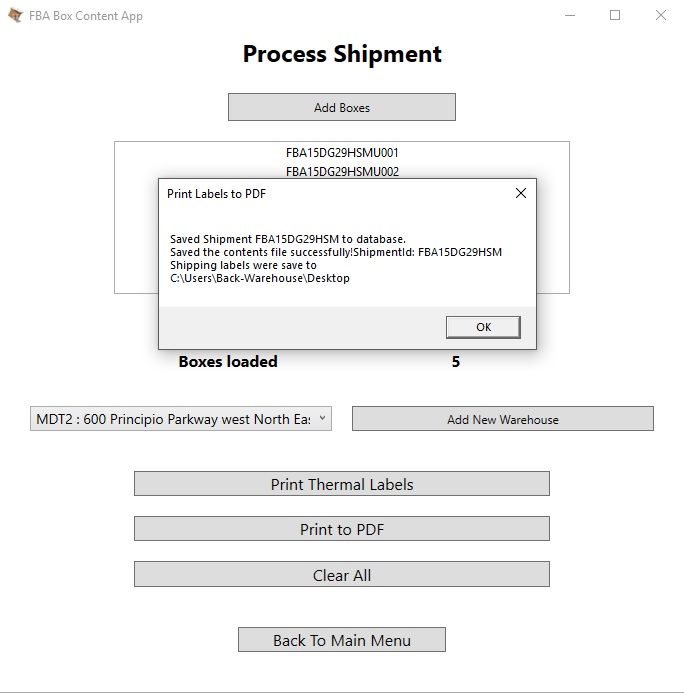 FBA Box Content App
Process Shipment
Add Boxes
FBA15DG29HSMU001
FBA15DG29HSMU002
Print Labels to PDF
Saved Shipment FBA15DG29HSM to database.
Saved the contents file successfully!ShipmentId: FBA15DG29HSM
Shipping labels were save to
C:\Users\Back-Warehouse\Desktop
OK
Boxes loaded 5
MDT2 : 600 Principio Parkway west North Eas
Add New Warehouse
Print Thermal Labels
Print to PDF
Clear All
Back To Main Menu